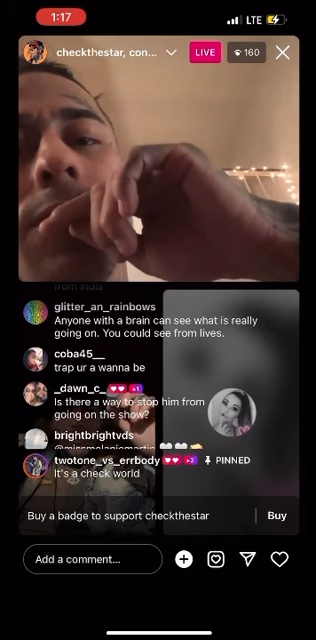 1:17
LTE
checkthestar, con...
LIVE
160
from India
glitter_an_rainbows
Anyone with a brain can see what is really
going on. You could see from lives.
coba45__
trap ur a wanna be
_dawn_c_ +1
Is there a way to stop him from
going on the show?
brightbrightvds
twotone_vs_errbody +2 PINNED
It's a check world
Buy a badge to support checkthestar
Buy
Add a comment...